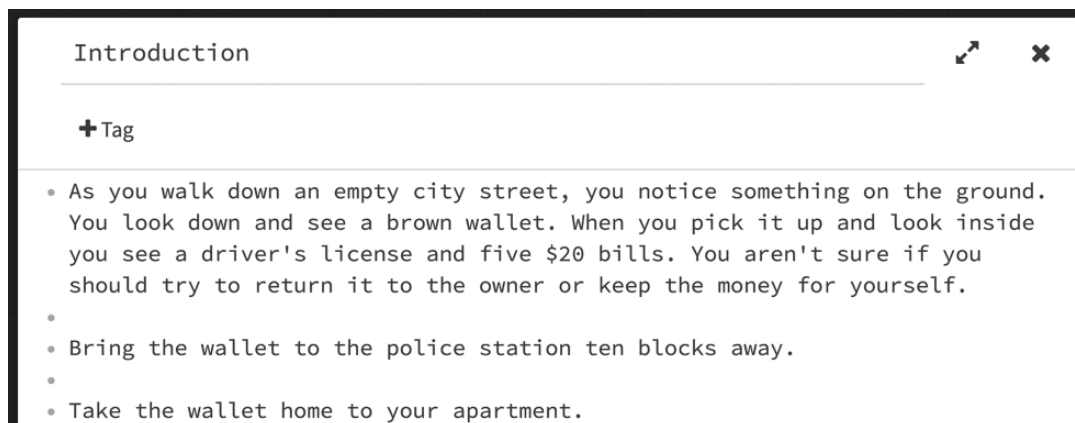 Introduction
Tag
As you walk down an empty city street, you notice something on the ground.
You look down and see a brown wallet. When you pick it up and look inside
you see a driver's license and five $20 bills. You aren't sure if you
should try to return it to the owner or keep the money for yourself.
Bring the wallet to the police station ten blocks away.
Take the wallet home to your apartment.